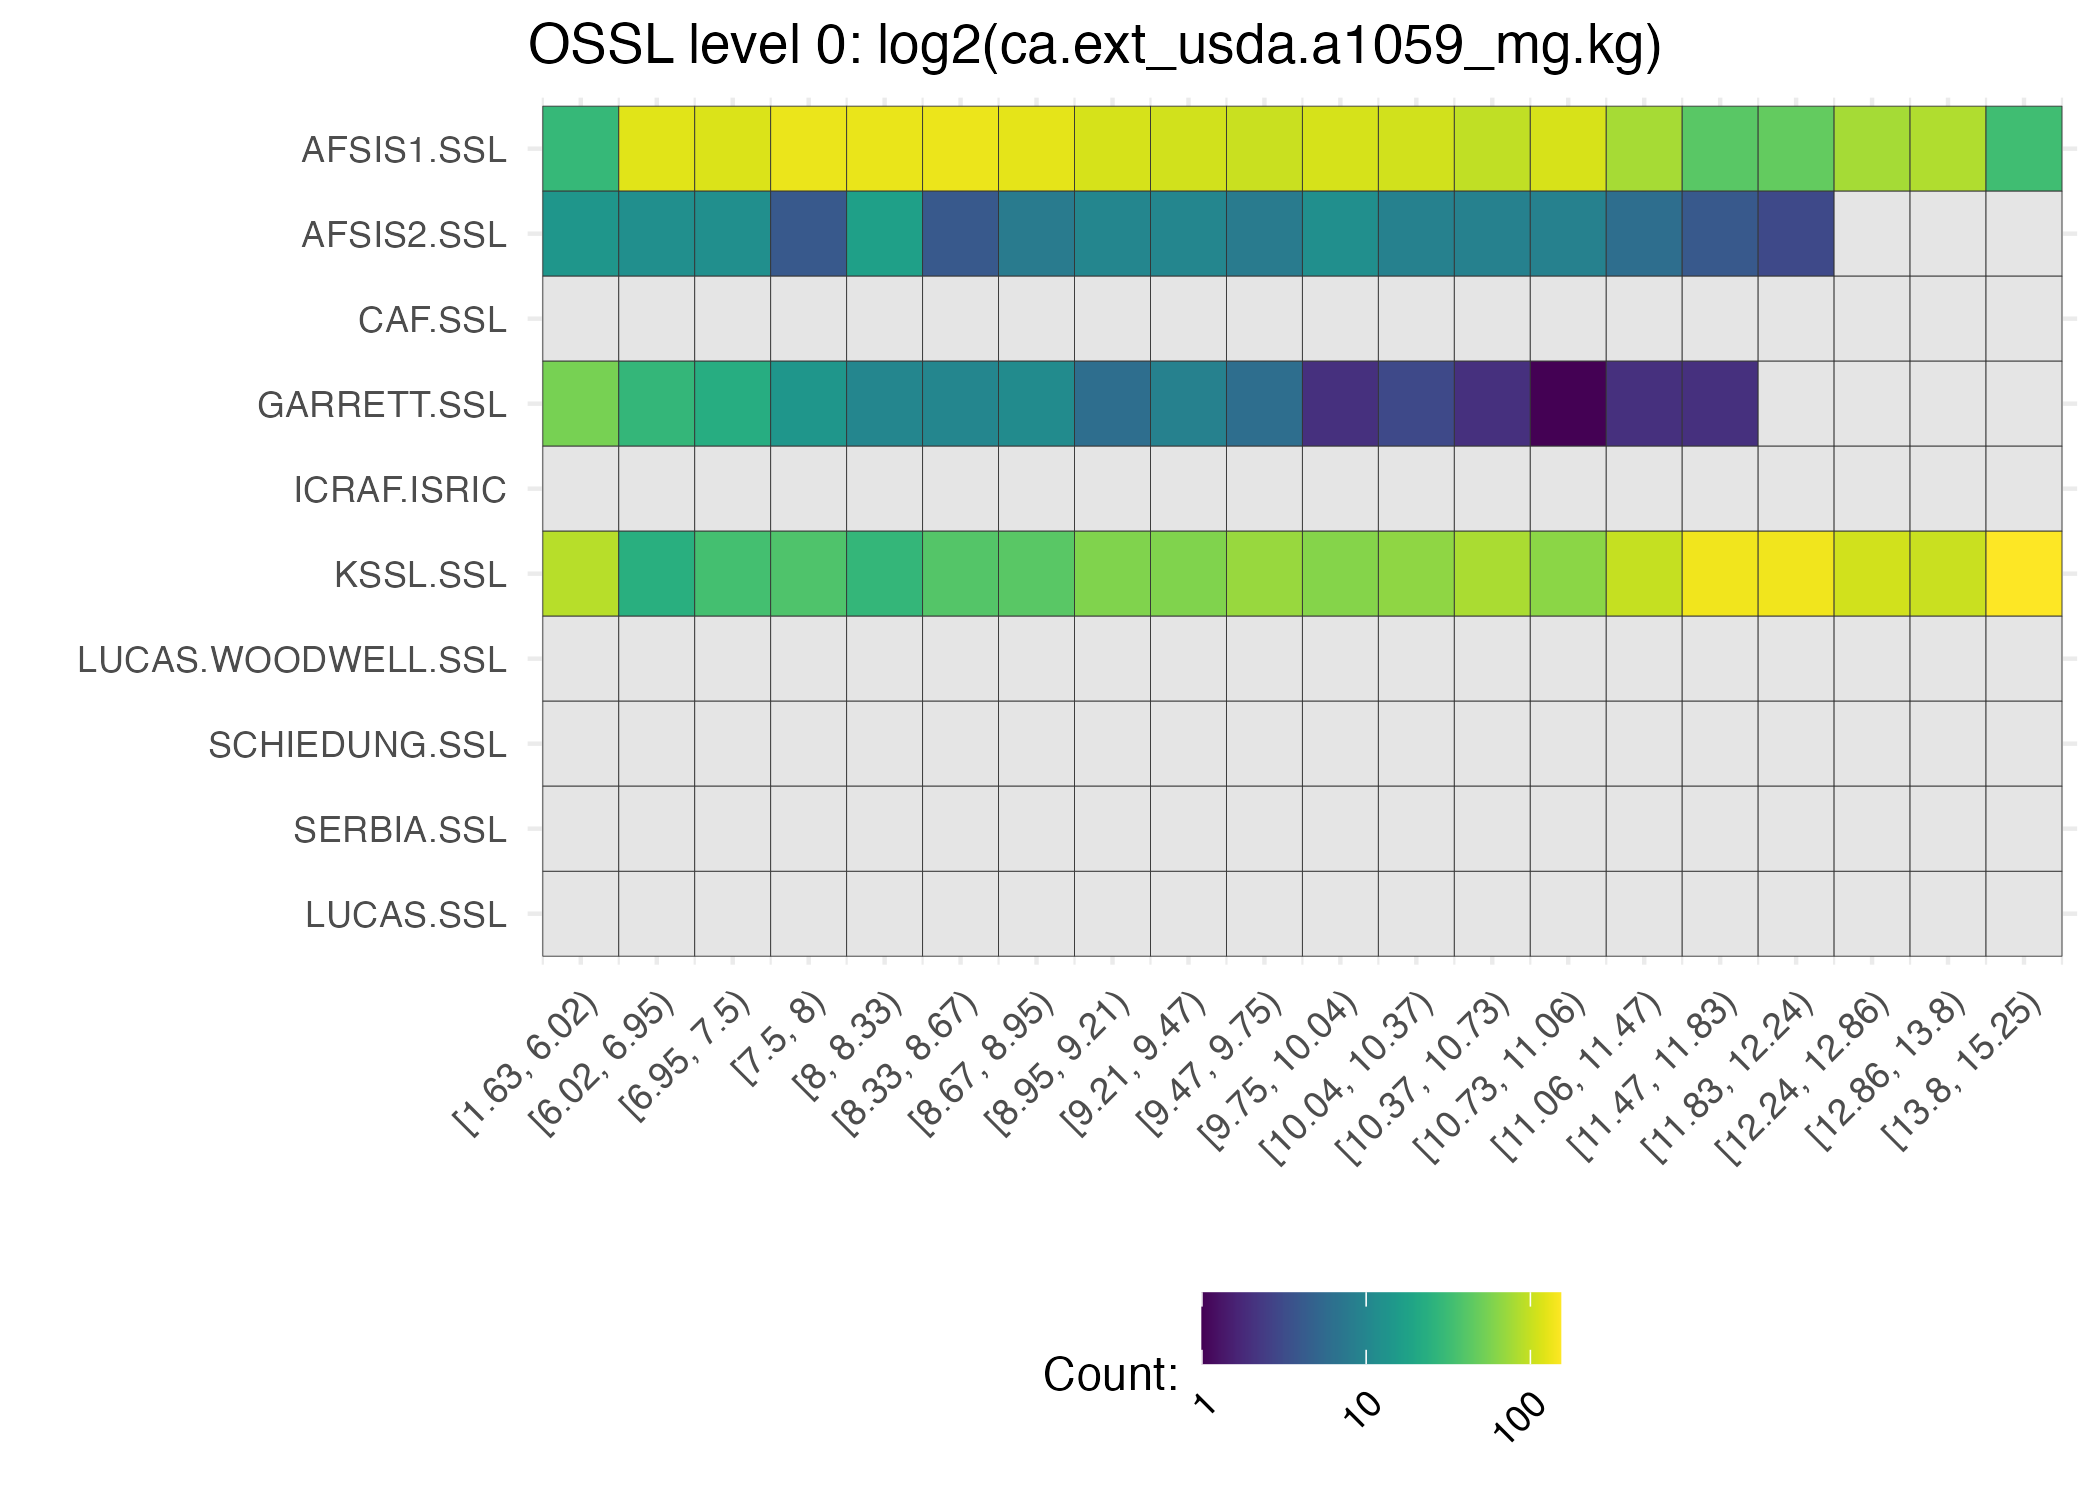 OSSL level 0: log2(ca.ext_usda.a1059_mg.kg)
AFSIS1.SSL
AFSIS2.SSL
CAF.SSL
GARRETT.SSL
ICRAF.ISRIC
KSSL.SSL
LUCAS.WOODWELL.SSL
SCHIEDUNG.SSL
SERBIA.SSL
LUCAS.SSL
[1.63, 6.02)
[6.02, 6.95)
[6.95, 7.5)
[7.5, 8)
[8, 8.33)
[8.33, 8.67)
[8.67, 8.95)
[8.95, 9.21)
[9.21, 9.47)
[9.47, 9.75)
[9.75, 10.04)
[10.04, 10.37)
[10.37, 10.73)
[10.73, 11.06)
[11.06, 11.47)
[11.47, 11.83)
[11.83, 12.24)
[12.24, 12.86)
[12.86, 13.8)
[13.8, 15.25)
Count:
1
10
100